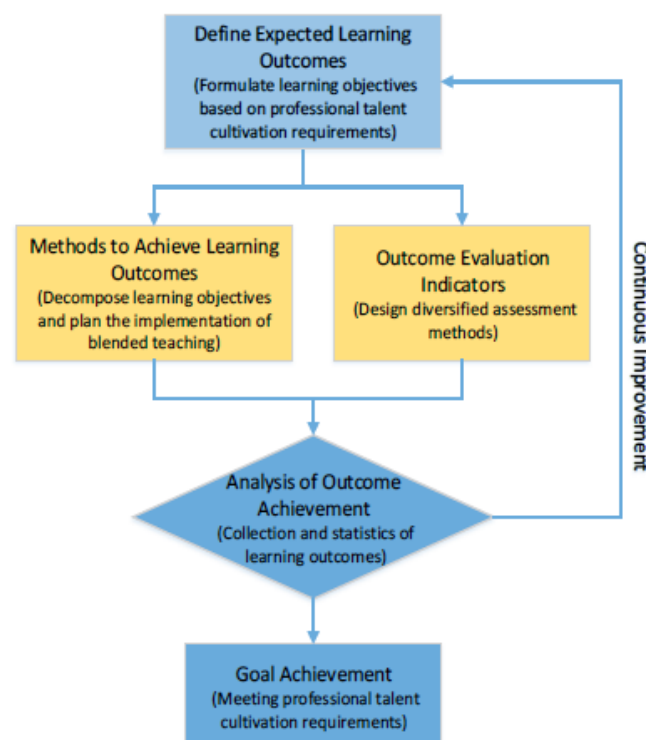 Define Expected Learning
Outcomes
(Formulate learning objectives
based on professional talent
cultivation requirements)
Methods to Achieve Learning
Outcomes
(Decompose learning objectives
and plan the implementation of
blended teaching)
Outcome Evaluation
Indicators
(Design diversified assessment
methods)
Continuous Improvement
Analysis of Outcome
Achievement
(Collection and statistics of
learning outcomes)
Goal Achievement
(Meeting professional talent
cultivation requirements)